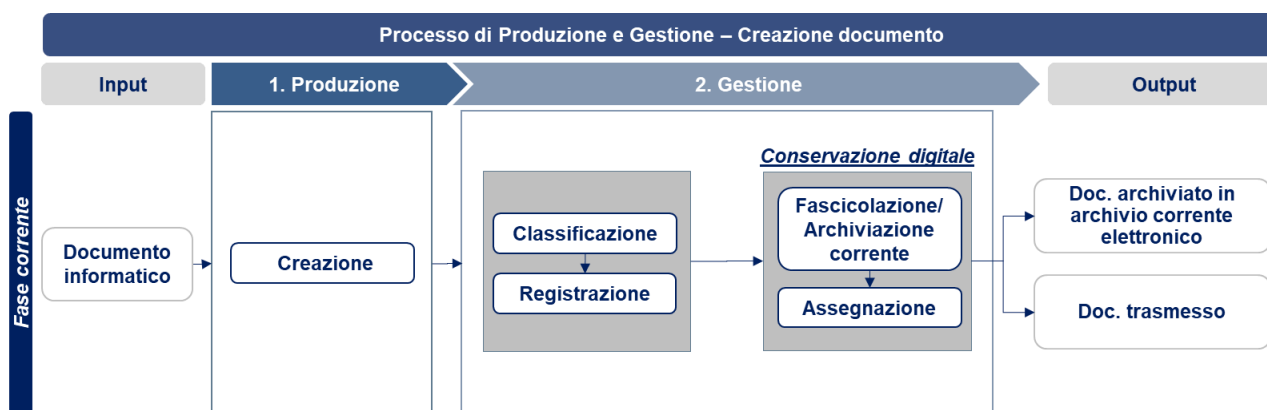 Processo di Produzione e Gestione – Creazione documento
Input
1. Produzione
2. Gestione
Output
Fase corrente
Documento
informatico
Creazione
Classificazione
Registrazione
Conservazione digitale
Fascicolazione/
Archiviazione
corrente
Assegnazione
Doc. archiviato in
archivio corrente
elettronico
Doc. trasmesso